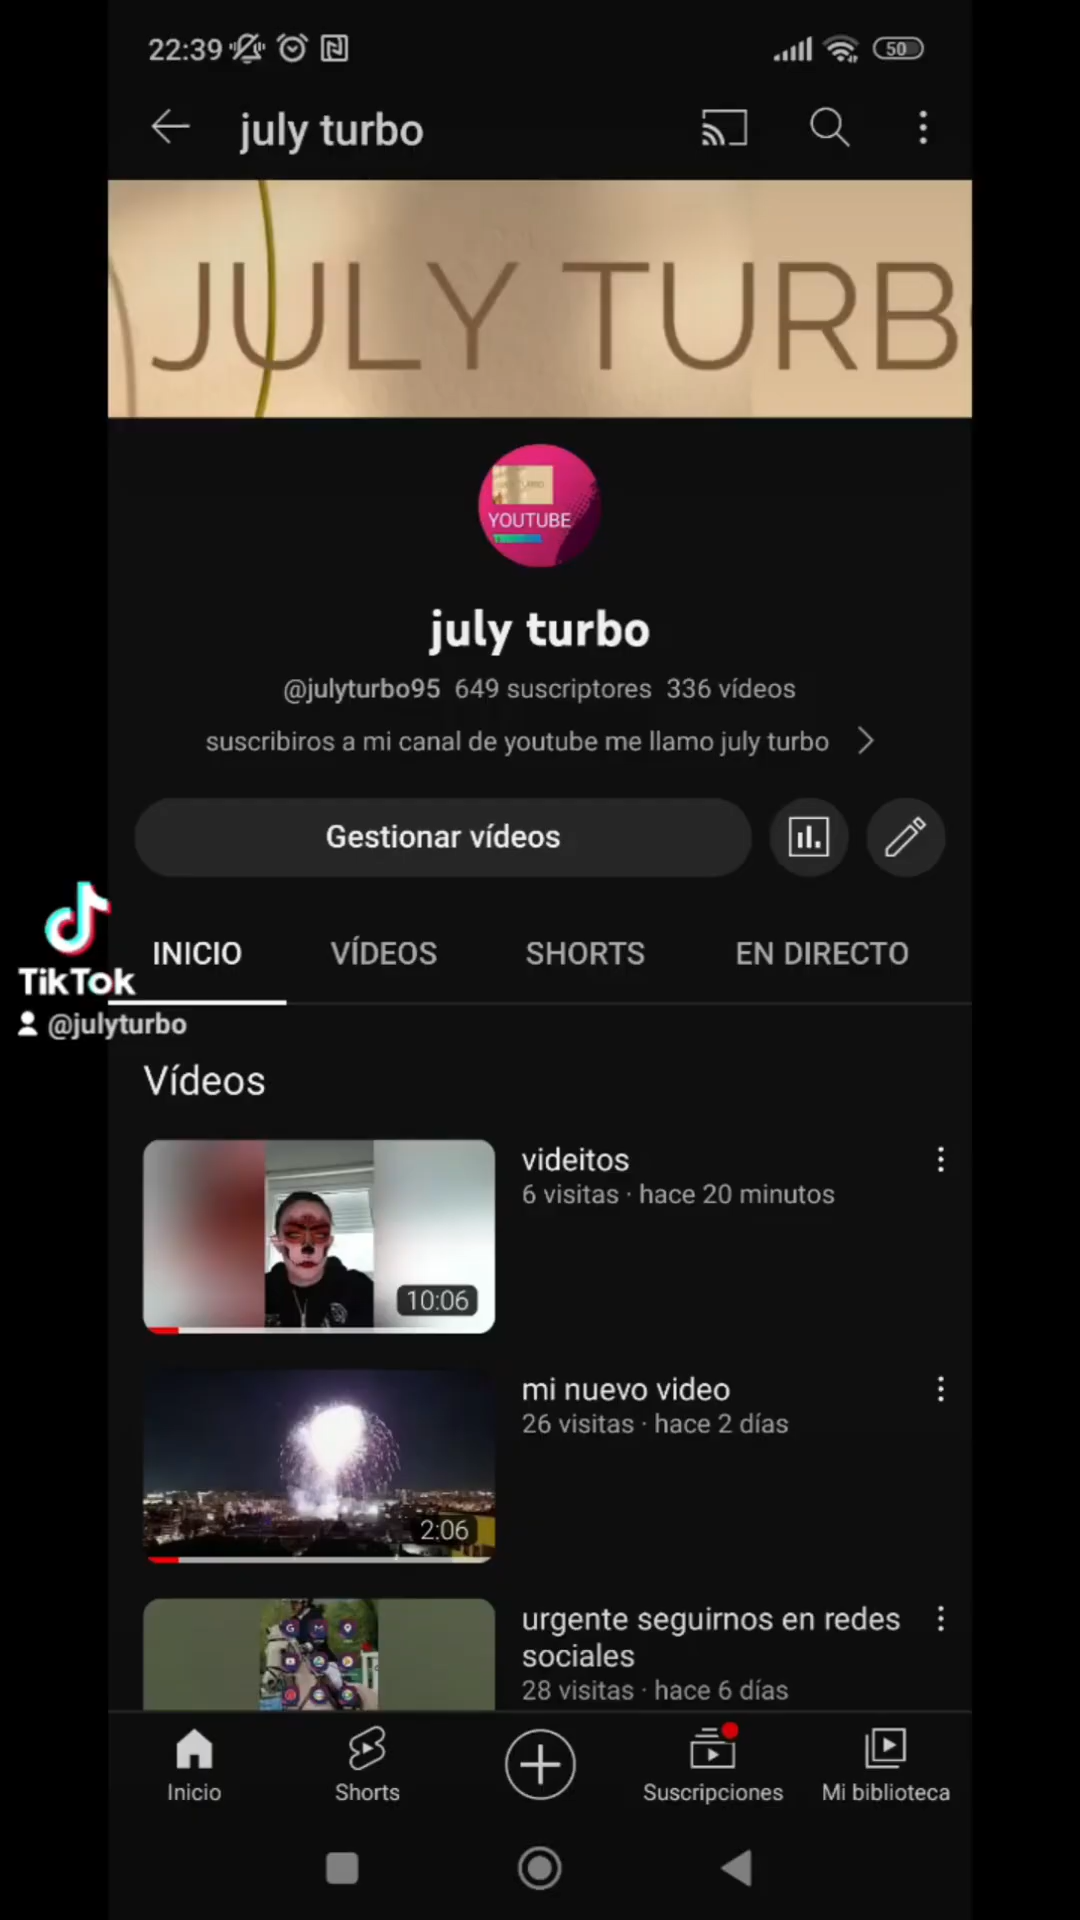 22:39
50
july turbo
JULY TURB
YOUTUBE
july turbo
@julyturbo95 649 suscriptores 336 vídeos
suscribiros a mi canal de youtube me llamo july turbo
Gestionar vídeos
TikTok
@julyturbo
INICIO VÍDEOS SHORTS EN DIRECTO
Vídeos
videitos
6 visitas · hace 20 minutos
10:06
mi nuevo video
26 visitas · hace 2 días
2:06
urgente seguirnos en redes
sociales
28 visitas · hace 6 días
Inicio Shorts Suscripciones Mi biblioteca